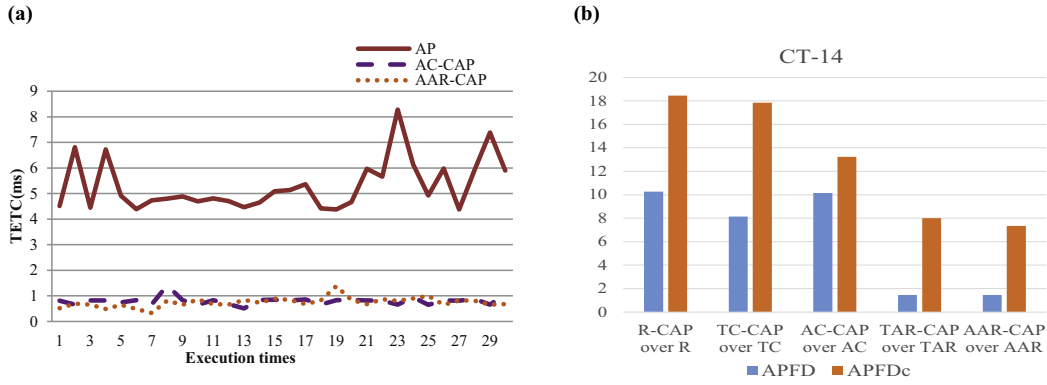 (a)
AP
AC-CAP
AAR-CAP
TETC(ms)
9
8
7
6
5
4
3
2
1
0
1 3 5 7 9 11 13 15 17 19 21 23 25 27 29
Execution times
(b)
CT-14
20
18
16
14
12
10
8
6
4
2
0
R-CAP TC-CAP AC-CAP TAR-CAP AAR-CAP
over R over TC over AC over TAR over AAR
APFD APFDc